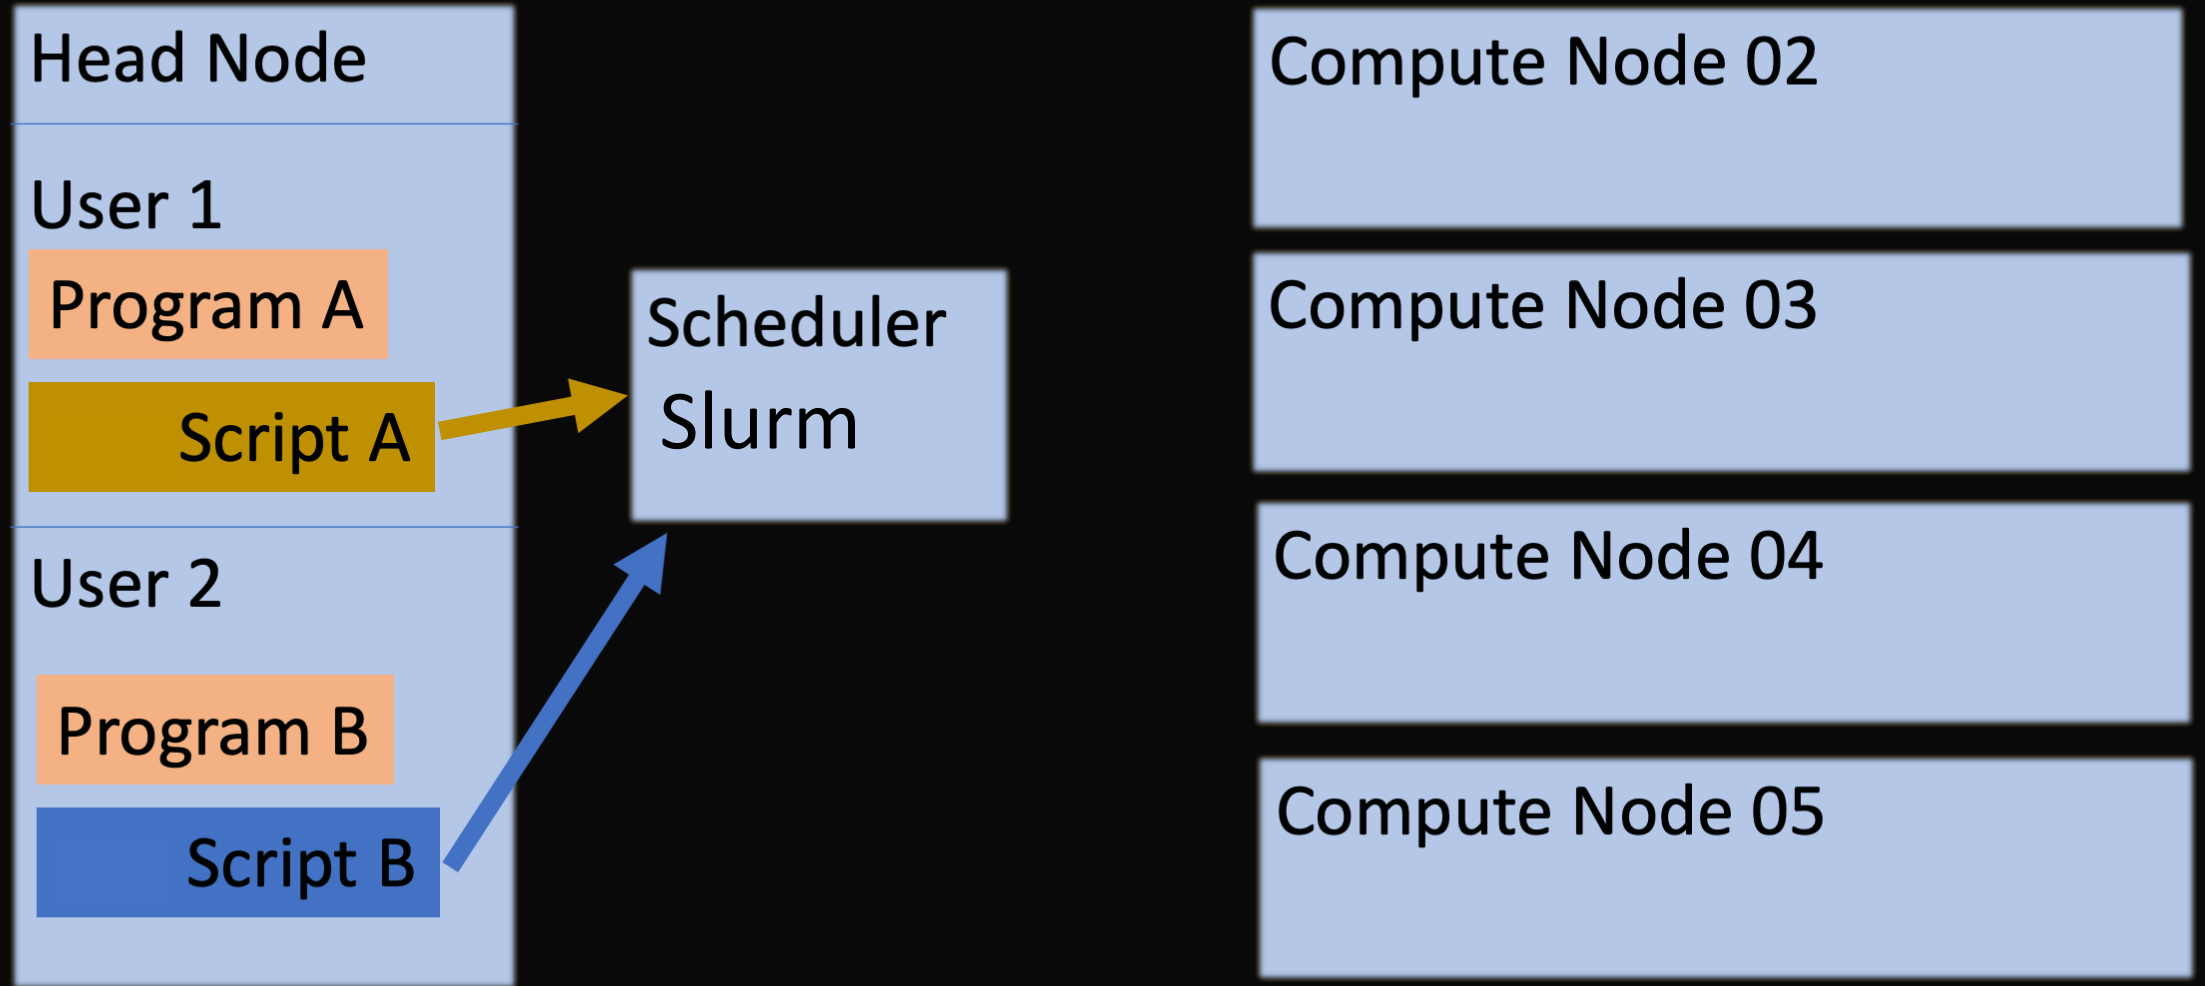 Head Node
User 1
Program A
Script A
User 2
Program B
Script B
Scheduler
Slurm
Compute Node 02
Compute Node 03
Compute Node 04
Compute Node 05